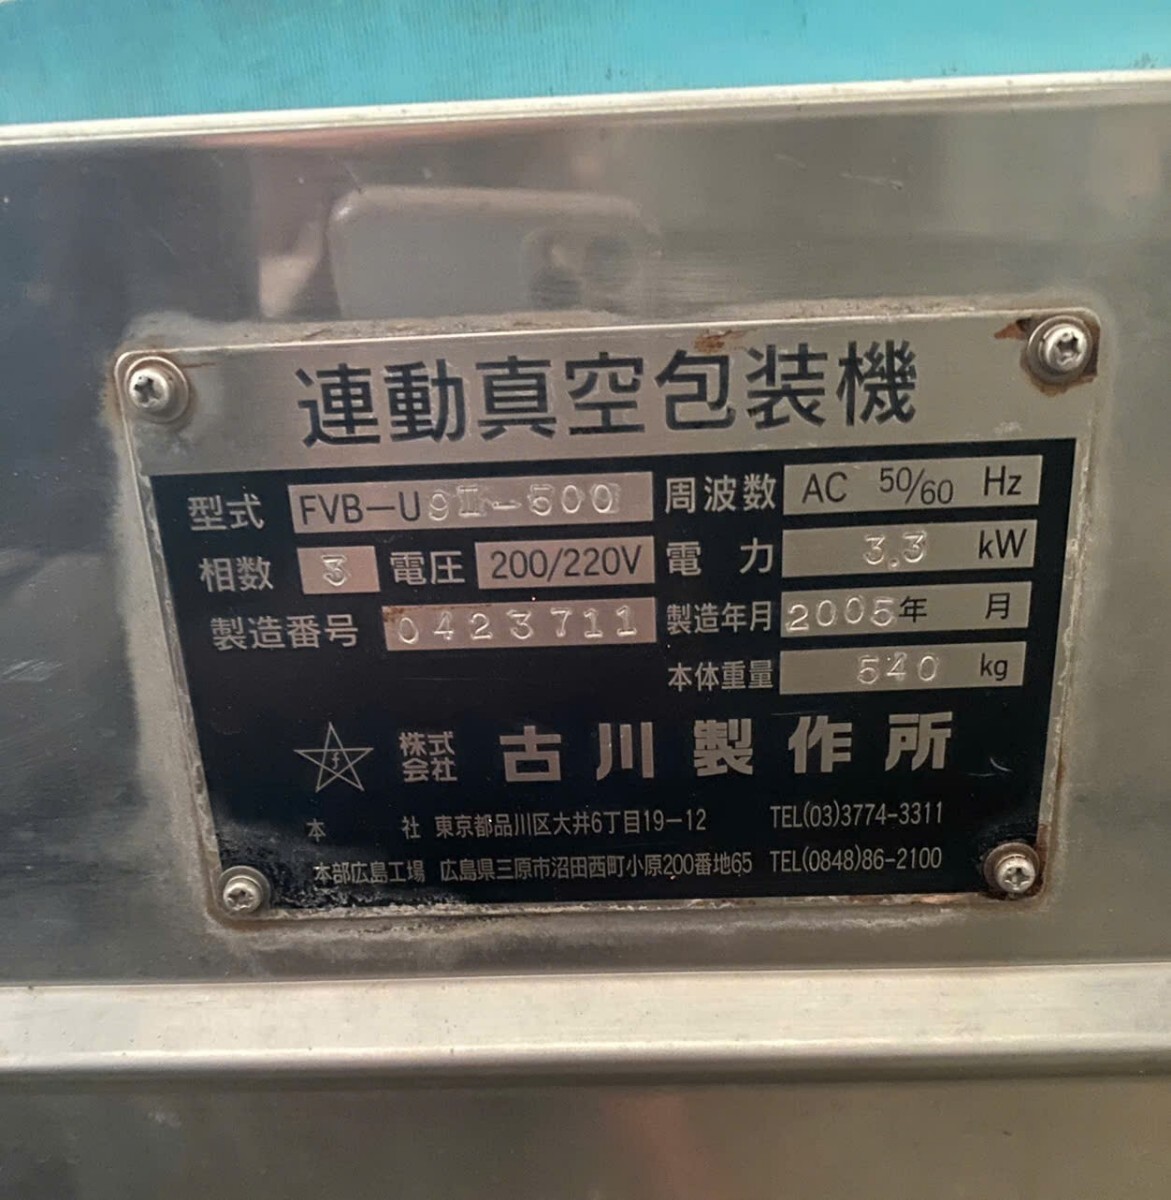 連動真空包装機
型式 FVB-U9Ⅱ-500 周波数 AC 50/60 Hz
相数 3 電圧 200/220V 電力 3.3 kW
製造番号 0423711 製造年月 2005年 月
本体重量 540 kg
株式会社 古川製作所
本社 東京都品川区大井6丁目19-12 TEL(03)3774-3311
本部広島工場 広島県三原市沼田西町小原200番地65 TEL(0848)86-2100